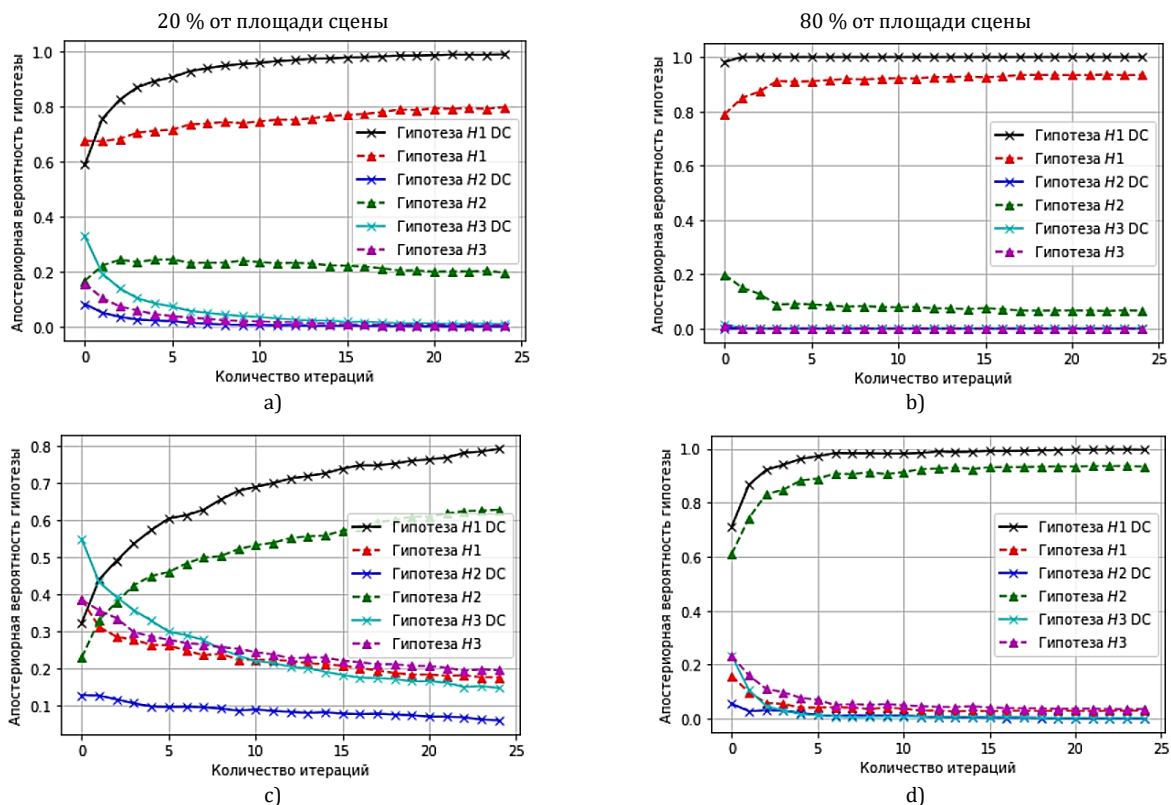 20 % от площади сцены
80 % от площади сцены
Апостериорная вероятность гипотезы
1.0
0.8
0.6
0.4
0.2
0.0
Гипотеза H1 DC
Гипотеза H1
Гипотеза H2 DC
Гипотеза H2
Гипотеза H3 DC
Гипотеза H3
0 5 10 15 20 25
Количество итераций
a)
Апостериорная вероятность гипотезы
1.0
0.8
0.6
0.4
0.2
0.0
Гипотеза H1 DC
Гипотеза H1
Гипотеза H2 DC
Гипотеза H2
Гипотеза H3 DC
Гипотеза H3
0 5 10 15 20 25
Количество итераций
b)
Апостериорная вероятность гипотезы
0.8
0.7
0.6
0.5
0.4
0.3
0.2
0.1
Гипотеза H1 DC
Гипотеза H1
Гипотеза H2 DC
Гипотеза H2
Гипотеза H3 DC
Гипотеза H3
0 5 10 15 20 25
Количество итераций
c)
Апостериорная вероятность гипотезы
1.0
0.8
0.6
0.4
0.2
0.0
Гипотеза H1 DC
Гипотеза H1
Гипотеза H2 DC
Гипотеза H2
Гипотеза H3 DC
Гипотеза H3
0 5 10 15 20 25
Количество итераций
d)